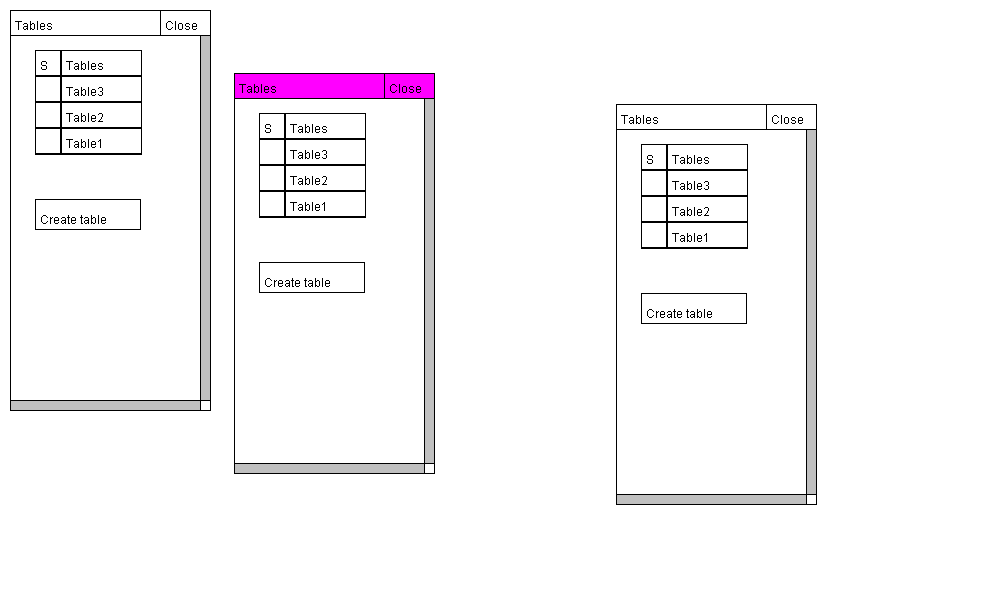 Tables Close
S Tables
Table3
Table2
Table1
Create table
Tables Close
S Tables
Table3
Table2
Table1
Create table
Tables Close
S Tables
Table3
Table2
Table1
Create table